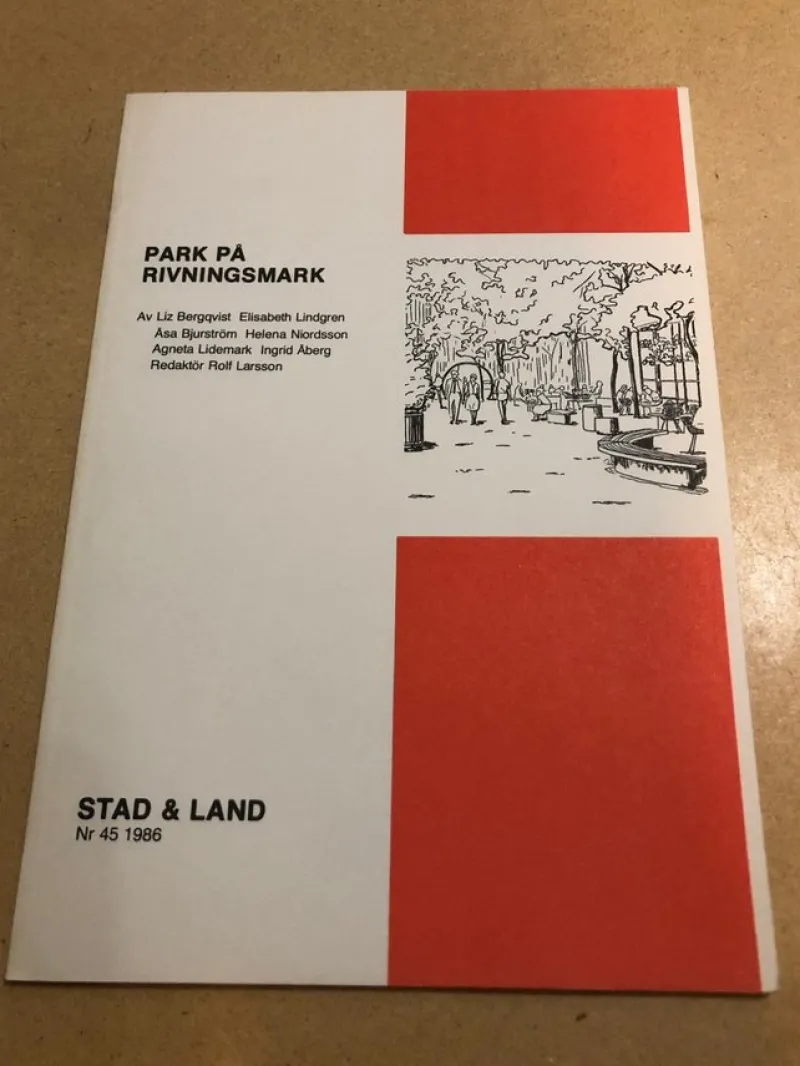 PARK PÅ
RIVNINGSMARK
Av Liz Bergqvist Elisabeth Lindgren
Åsa Bjurström Helena Niordsson
Agneta Lidemark Ingrid Åberg
Redaktör Rolf Larsson
STAD & LAND
Nr 45 1986